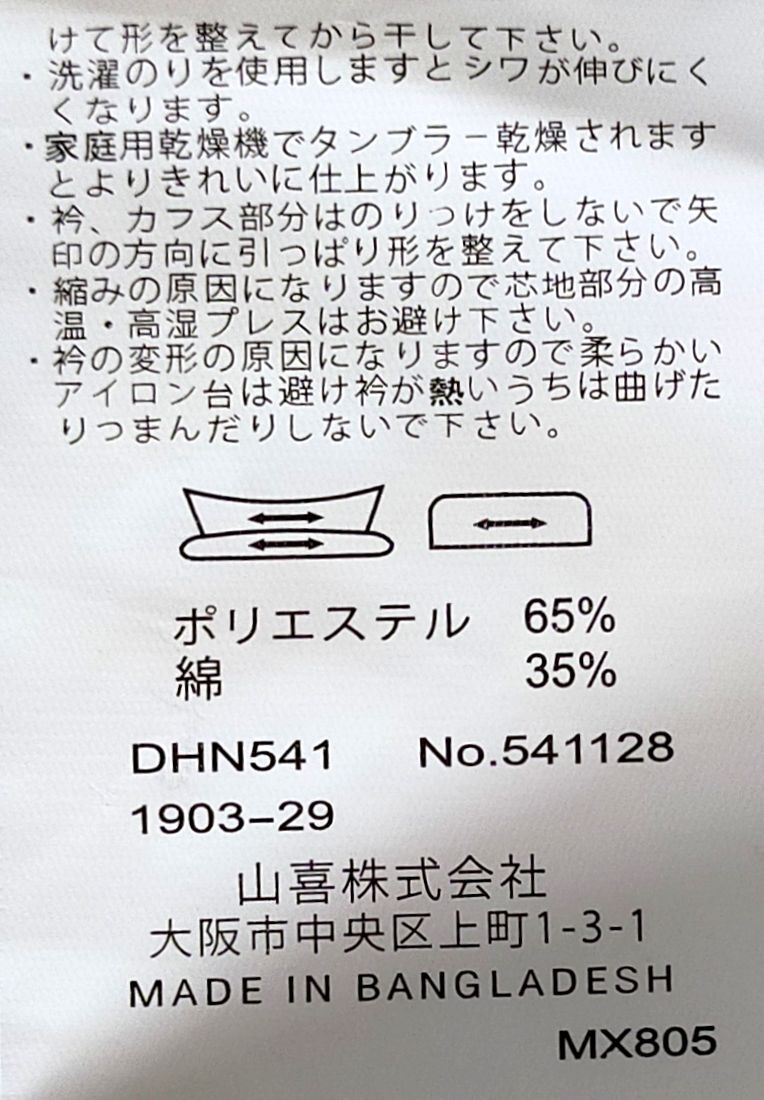 けて形を整えてから干して下さい。
・洗濯のりを使用しますとシワが伸びにく
くなります。
・家庭用乾燥機でタンブラー乾燥されます
とよりきれいに仕上がります。
・衿、カフス部分はのりつけをしないで矢
印の方向に引っぱり形を整えて下さい。
・縮みの原因になりますので芯地部分の高
温・高湿プレスはお避け下さい。
・衿の変形の原因になりますので柔らかい
アイロン台は避け衿が熱いうちは曲げた
りつまんだりしないで下さい。
ポリエステル 65%
綿 35%
DHN541 No.541128
1903-29
山喜株式会社
大阪市中央区上町1-3-1
MADE IN BANGLADESH
MX805